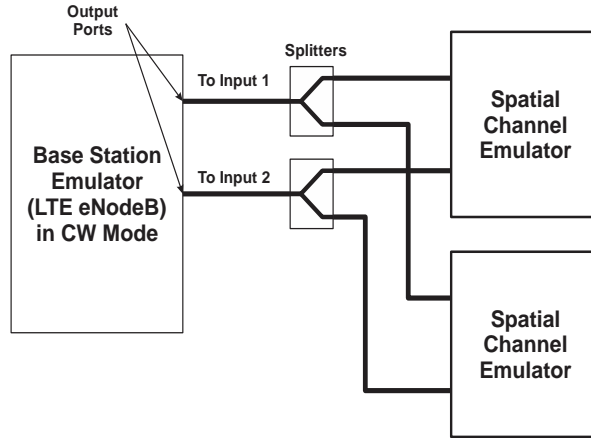 Output
Ports
Splitters
To Input 1
Base Station
Emulator
(LTE eNodeB)
in CW Mode
To Input 2
Spatial
Channel
Emulator
Spatial
Channel
Emulator